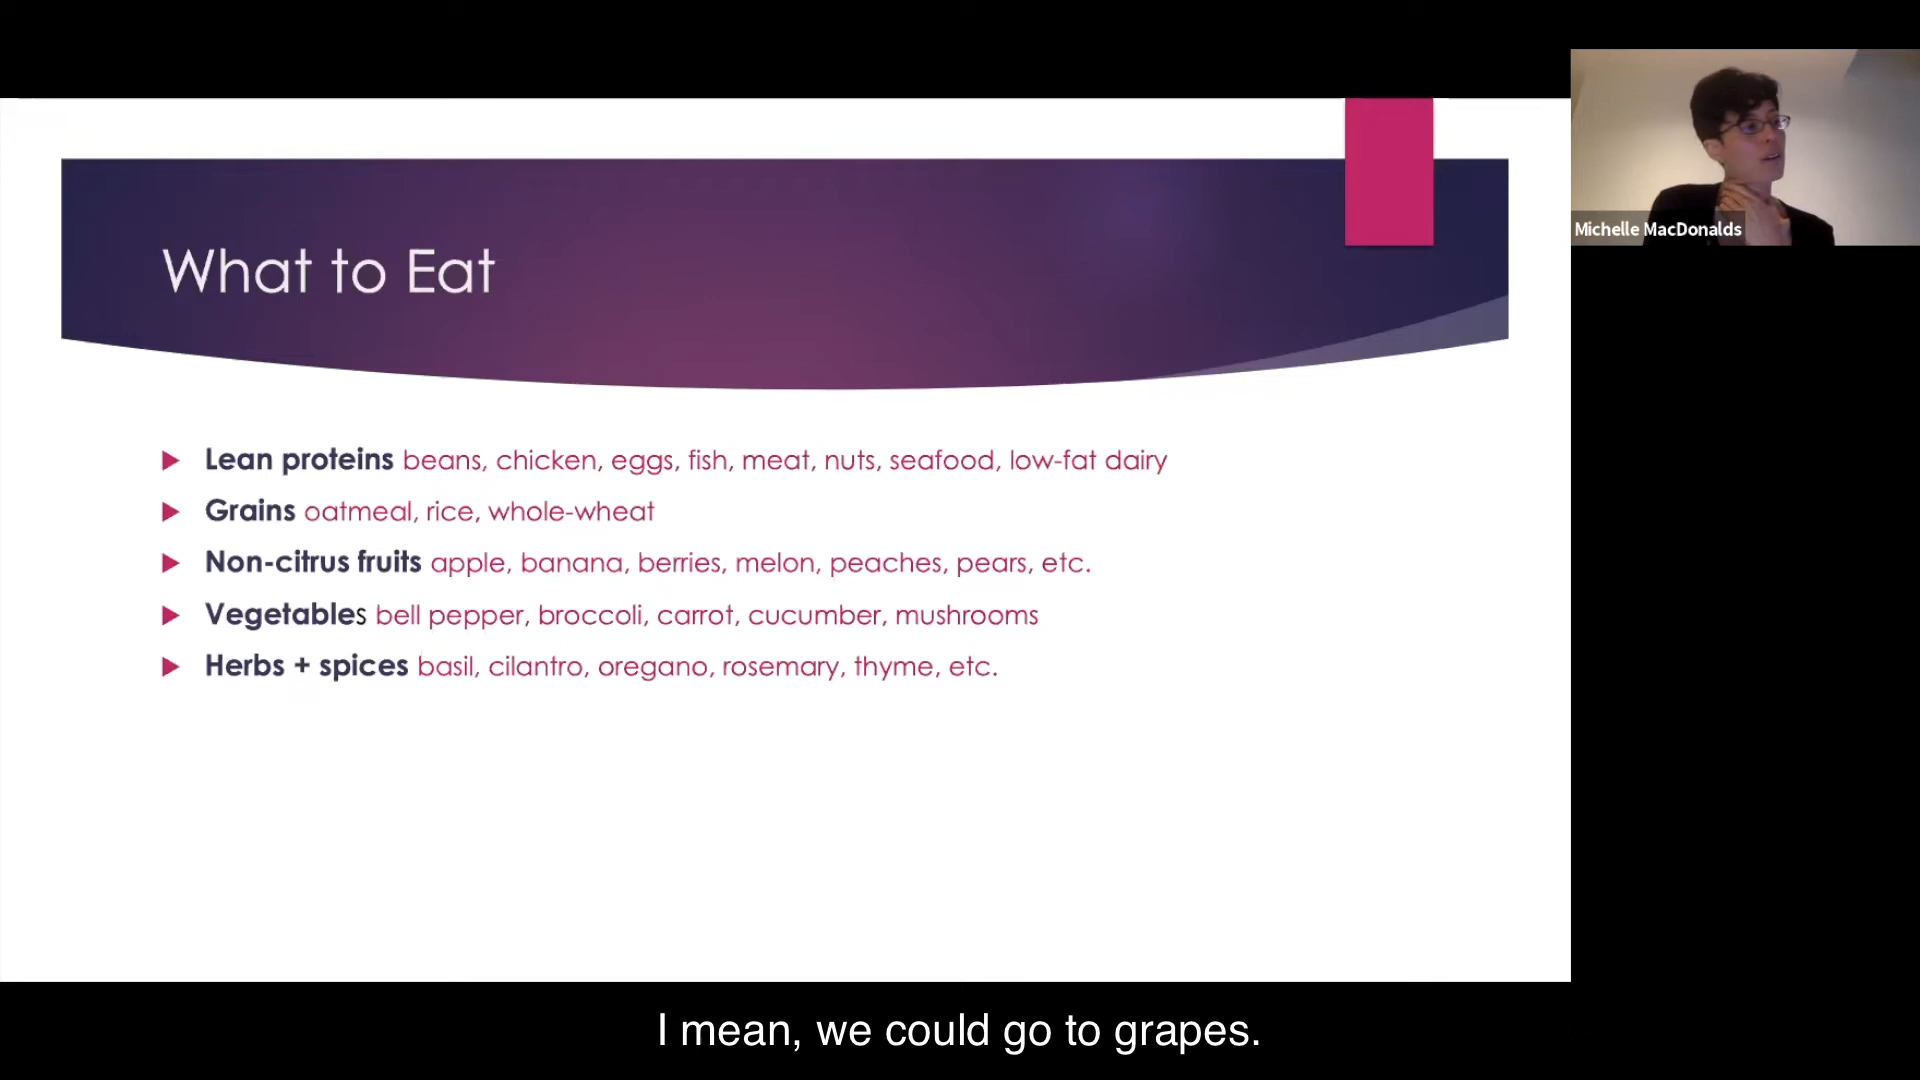 What to Eat
Michelle MacDonalds
Lean proteins beans, chicken, eggs, fish, meat, nuts, seafood, low-fat dairy
Grains oatmeal, rice, whole-wheat
Non-citrus fruits apple, banana, berries, melon, peaches, pears, etc.
Vegetables bell pepper, broccoli, carrot, cucumber, mushrooms
Herbs + spices basil, cilantro, oregano, rosemary, thyme, etc.
I mean, we could go to grapes.